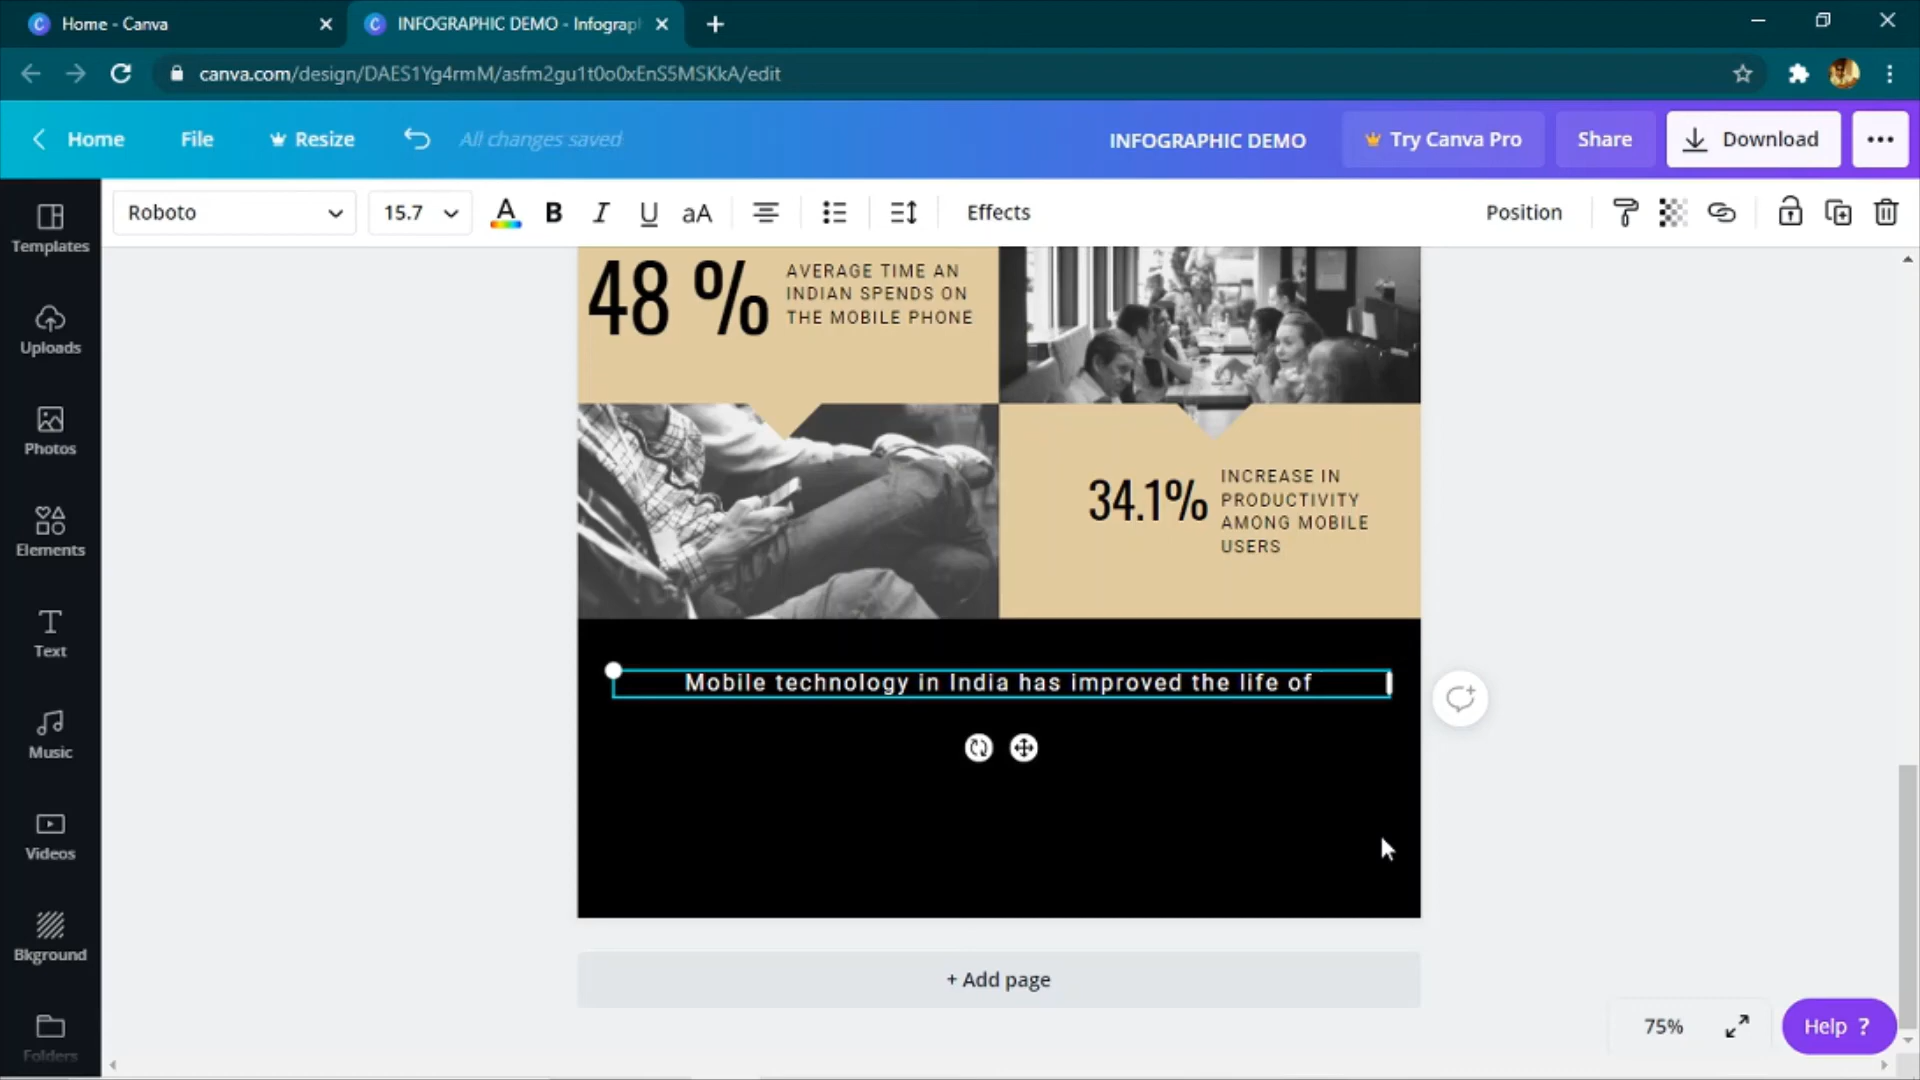 Home - Canva
INFOGRAPHIC DEMO - Infograp
canva.com/design/DAES1Yg4rmM/asfm2gu1t0o0xEnS5MSKkA/edit
Home
File
Resize
All changes saved
INFOGRAPHIC DEMO
Try Canva Pro
Share
Download
Roboto
15.7
A
B
I
U
aA
Effects
Position
Templates
Uploads
Photos
Elements
Text
Music
Videos
Bkground
Folders
48 %
AVERAGE TIME AN
INDIAN SPENDS ON
THE MOBILE PHONE
34.1%
INCREASE IN
PRODUCTIVITY
AMONG MOBILE
USERS
Mobile technology in India has improved the life of
+ Add page
75%
Help ?